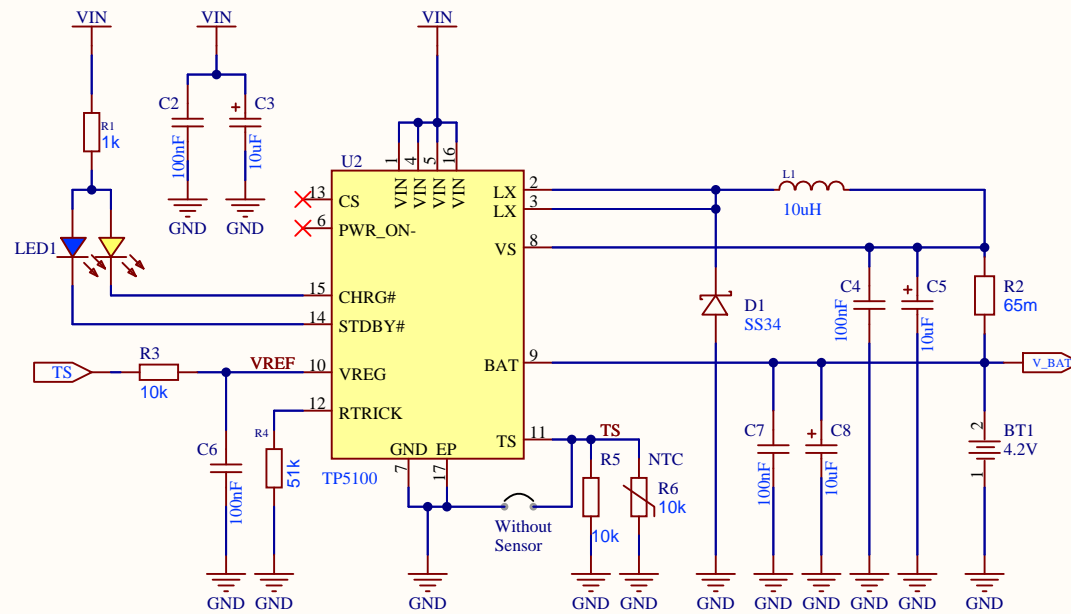 VIN
VIN
VIN
R1
1k
C2
100nF
C3
10uF
GND
GND
LED1
U2
1
4
5
16
VIN
VIN
VIN
VIN
13
CS
6
PWR_ON-
15
CHRG#
14
STDBY#
10
VREG
12
RTRICK
LX
2
LX
3
VS
8
BAT
9
TS
11
GND
EP
7
17
TP5100
L1
10uH
D1
SS34
C4
100nF
C5
10uF
R2
65m
V_BAT
TS
R3
10k
VREF
C6
100nF
R4
51k
Without
Sensor
TS
R5
10k
NTC
R6
10k
C7
100nF
C8
10uF
2
BT1
4.2V
1
GND
GND
GND
GND
GND
GND
GND
GND
GND
GND
GND